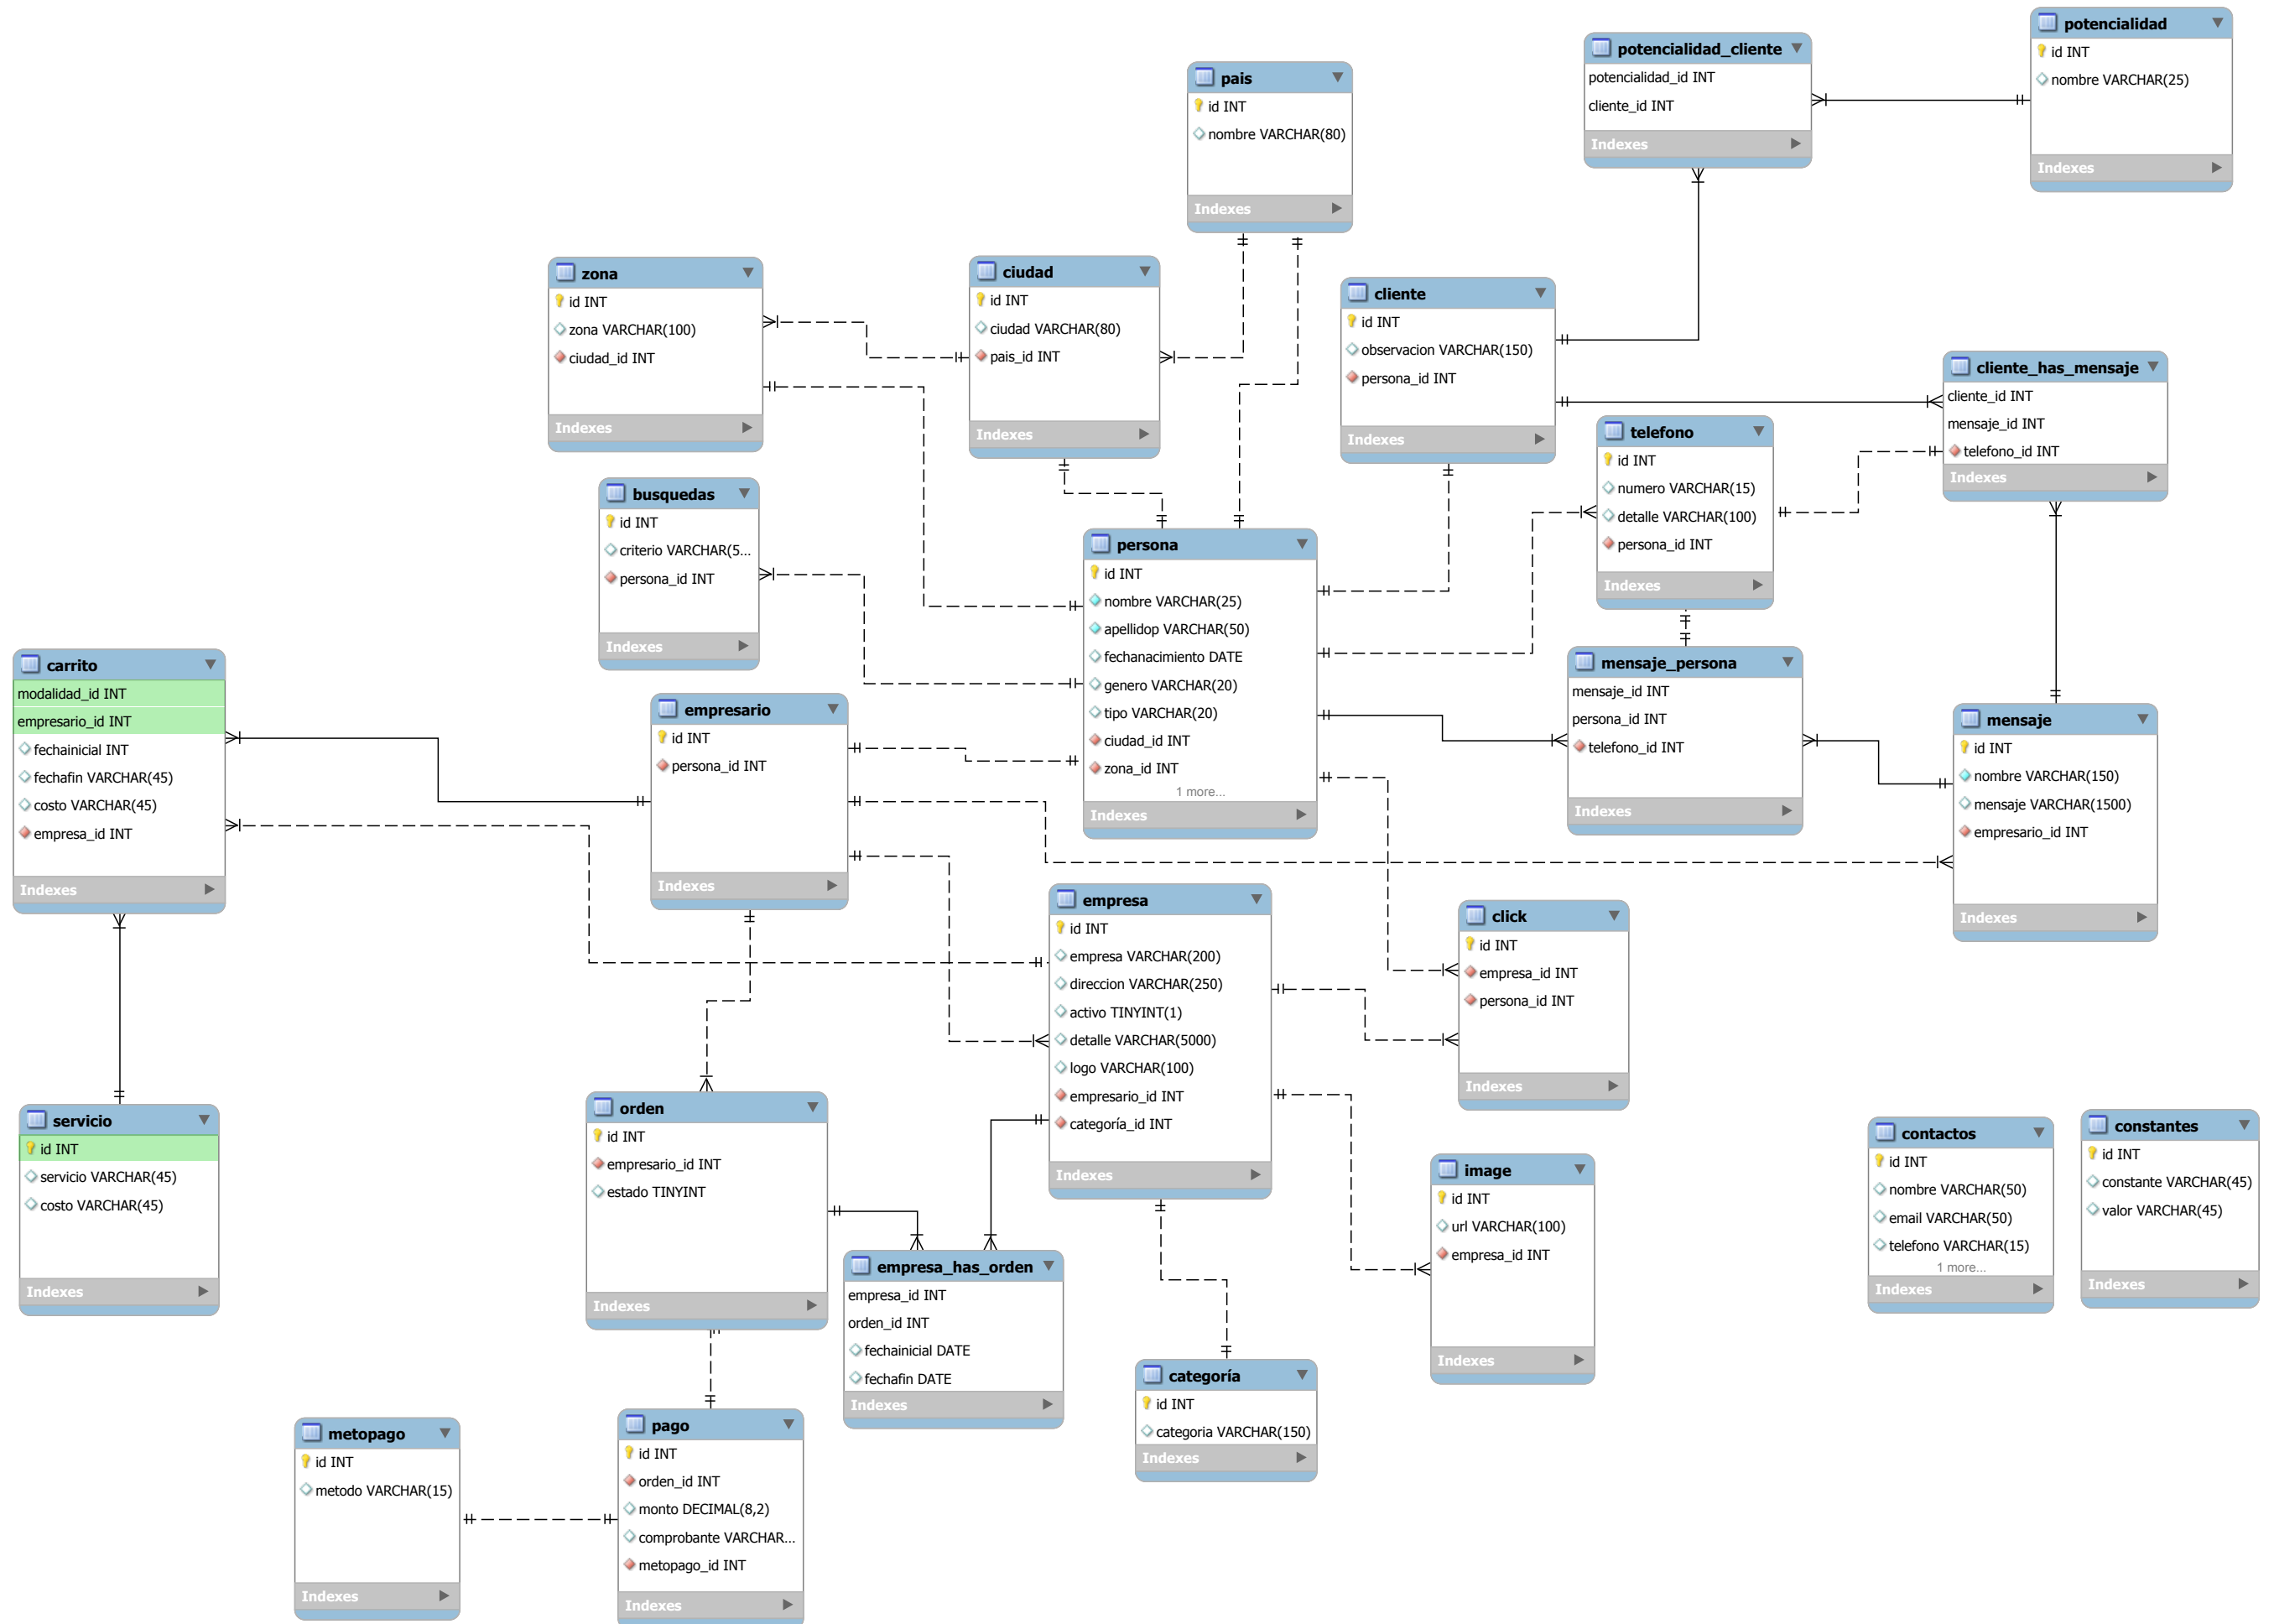 potencialidad
id INT
nombre VARCHAR(25)
Indexes
potencialidad_cliente
potencialidad_id INT
cliente_id INT
Indexes
pais
id INT
nombre VARCHAR(80)
Indexes
zona
id INT
zona VARCHAR(100)
ciudad_id INT
Indexes
ciudad
id INT
ciudad VARCHAR(80)
pais_id INT
Indexes
cliente
id INT
observacion VARCHAR(150)
persona_id INT
Indexes
cliente_has_mensaje
cliente_id INT
mensaje_id INT
telefono_id INT
Indexes
telefono
id INT
numero VARCHAR(15)
detalle VARCHAR(100)
persona_id INT
Indexes
busquedas
id INT
criterio VARCHAR(5...
persona_id INT
Indexes
persona
id INT
nombre VARCHAR(25)
apellidop VARCHAR(50)
fechanacimiento DATE
genero VARCHAR(20)
tipo VARCHAR(20)
ciudad_id INT
zona_id INT
1 more...
Indexes
carrito
modalidad_id INT
empresario_id INT
fechainicial INT
fechafin VARCHAR(45)
costo VARCHAR(45)
empresa_id INT
Indexes
empresario
id INT
persona_id INT
Indexes
mensaje_persona
mensaje_id INT
persona_id INT
telefono_id INT
Indexes
mensaje
id INT
nombre VARCHAR(150)
mensaje VARCHAR(1500)
empresario_id INT
Indexes
empresa
id INT
empresa VARCHAR(200)
direccion VARCHAR(250)
activo TINYINT(1)
detalle VARCHAR(5000)
logo VARCHAR(100)
empresario_id INT
categoría_id INT
Indexes
click
id INT
empresa_id INT
persona_id INT
Indexes
servicio
id INT
servicio VARCHAR(45)
costo VARCHAR(45)
Indexes
orden
id INT
empresario_id INT
estado TINYINT
Indexes
image
id INT
url VARCHAR(100)
empresa_id INT
Indexes
contactos
id INT
nombre VARCHAR(50)
email VARCHAR(50)
telefono VARCHAR(15)
1 more...
Indexes
constantes
id INT
constante VARCHAR(45)
valor VARCHAR(45)
Indexes
empresa_has_orden
empresa_id INT
orden_id INT
fechainicial DATE
fechafin DATE
Indexes
categoría
id INT
categoria VARCHAR(150)
Indexes
metopago
id INT
metodo VARCHAR(15)
Indexes
pago
id INT
orden_id INT
monto DECIMAL(8,2)
comprobante VARCHAR...
metopago_id INT
Indexes